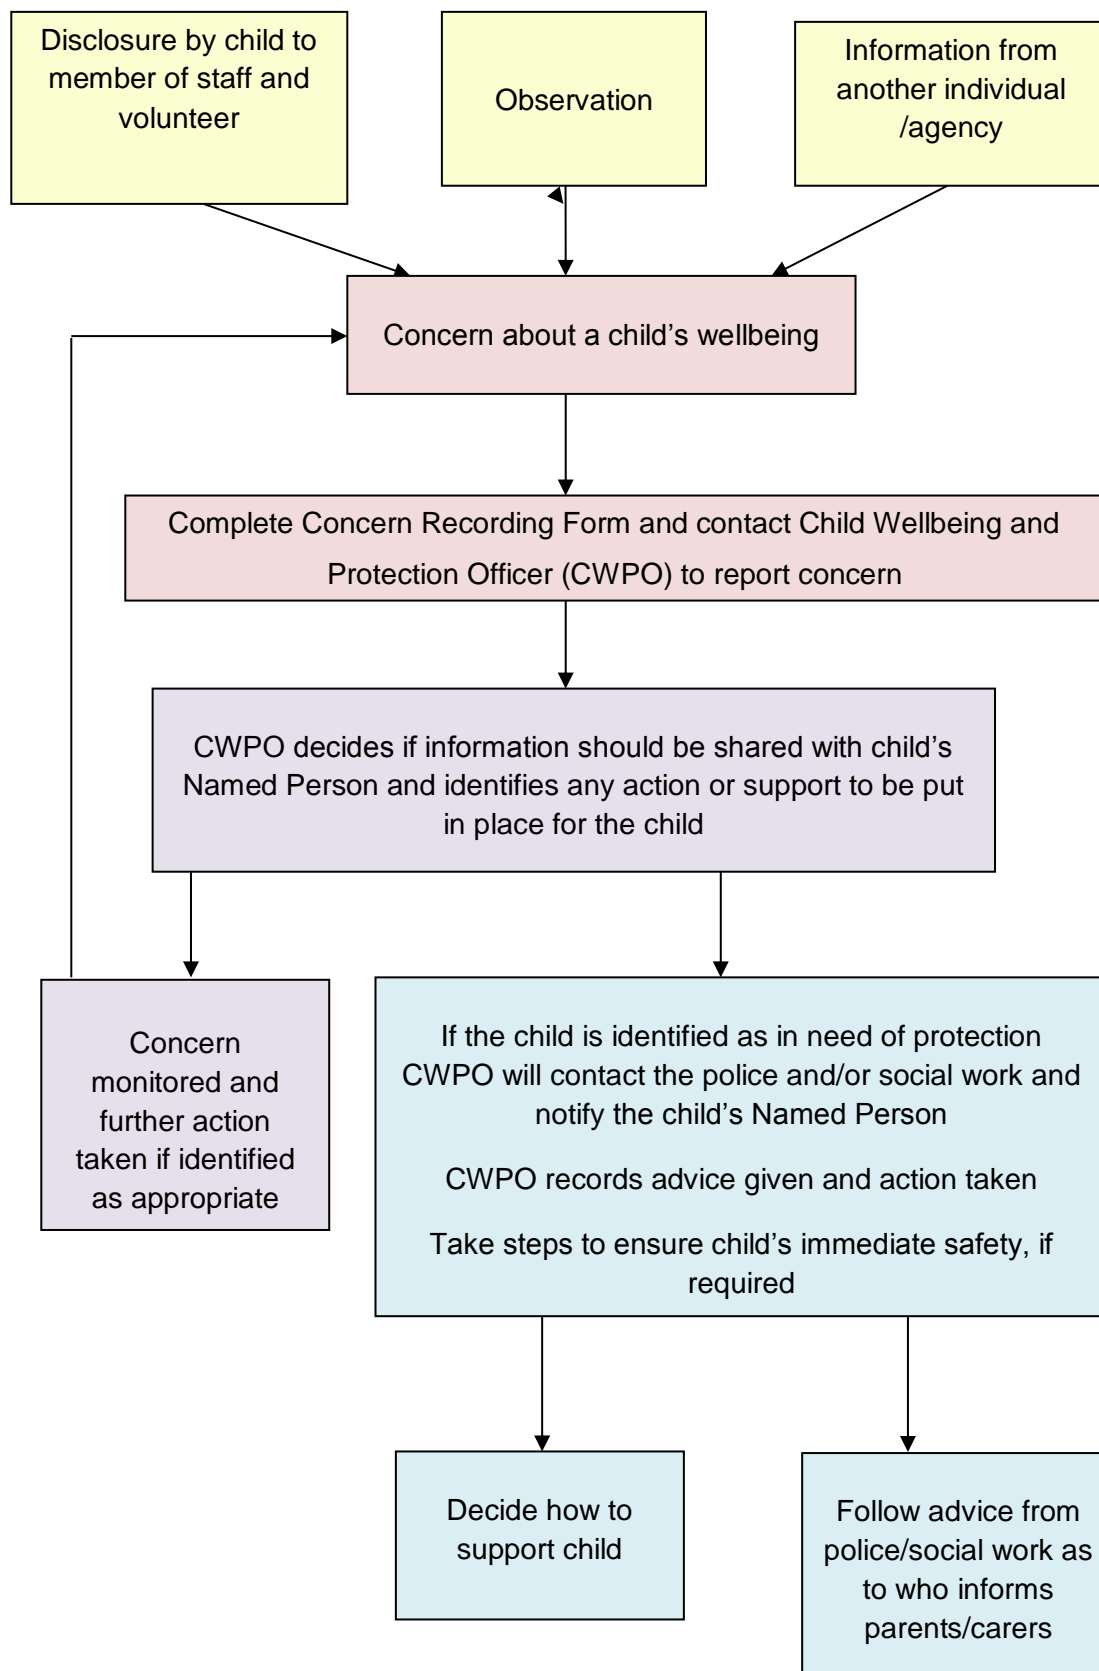 Disclosure by child to
member of staff and
volunteer
Observation
Information from
another individual
/agency
Concern about a child’s wellbeing
Complete Concern Recording Form and contact Child Wellbeing and
Protection Officer (CWPO) to report concern
CWPO decides if information should be shared with child’s
Named Person and identifies any action or support to be put
in place for the child
Concern
monitored and
further action
taken if identified
as appropriate
If the child is identified as in need of protection
CWPO will contact the police and/or social work and
notify the child’s Named Person
CWPO records advice given and action taken
Take steps to ensure child’s immediate safety, if
required
Decide how to
support child
Follow advice from
police/social work as
to who informs
parents/carers